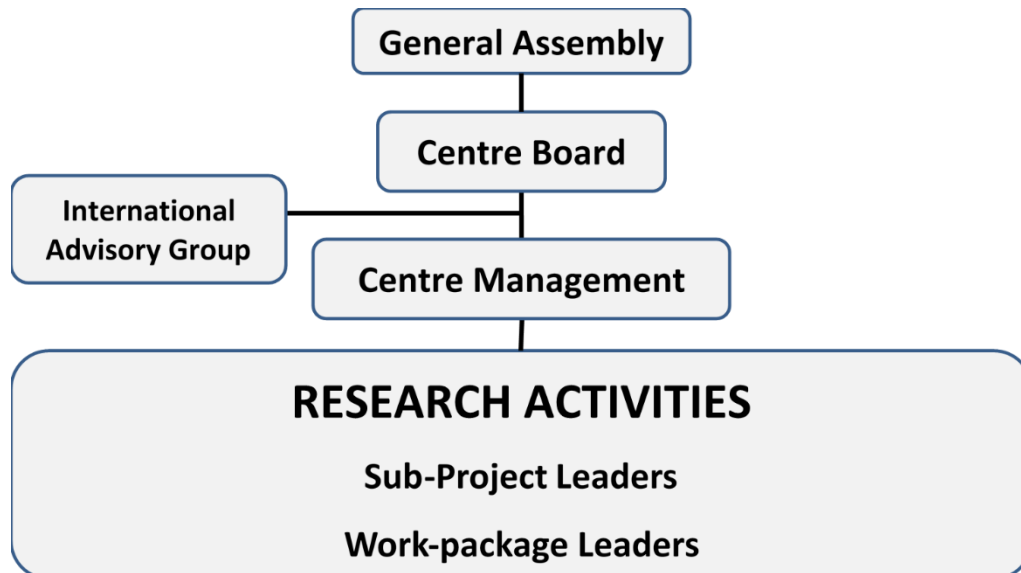 General Assembly
Centre Board
International
Advisory Group
Centre Management
RESEARCH ACTIVITIES
Sub-Project Leaders
Work-package Leaders